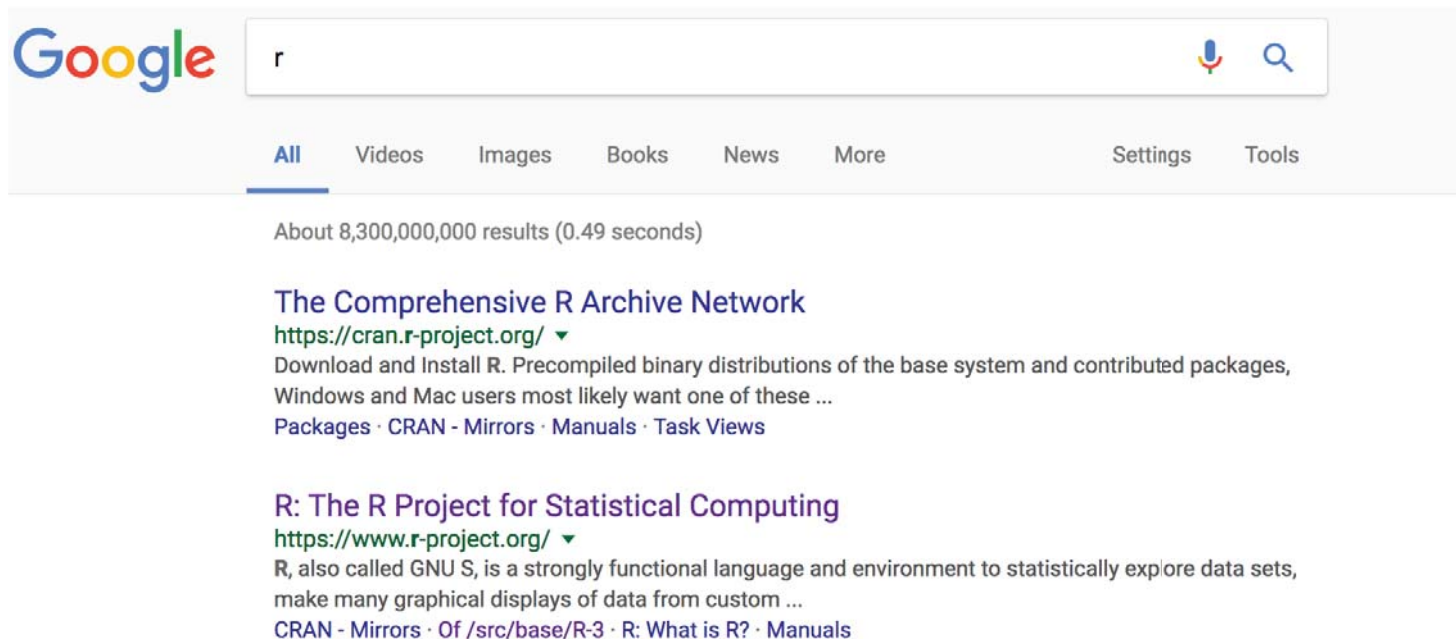 Google
r
All Videos Images Books News More Settings Tools
About 8,300,000,000 results (0.49 seconds)
The Comprehensive R Archive Network
https://cran.r-project.org/
Download and Install R. Precompiled binary distributions of the base system and contributed packages,
Windows and Mac users most likely want one of these ...
Packages · CRAN - Mirrors · Manuals · Task Views
R: The R Project for Statistical Computing
https://www.r-project.org/
R, also called GNU S, is a strongly functional language and environment to statistically explore data sets,
make many graphical displays of data from custom ...
CRAN - Mirrors · Of /src/base/R-3 · R: What is R? · Manuals